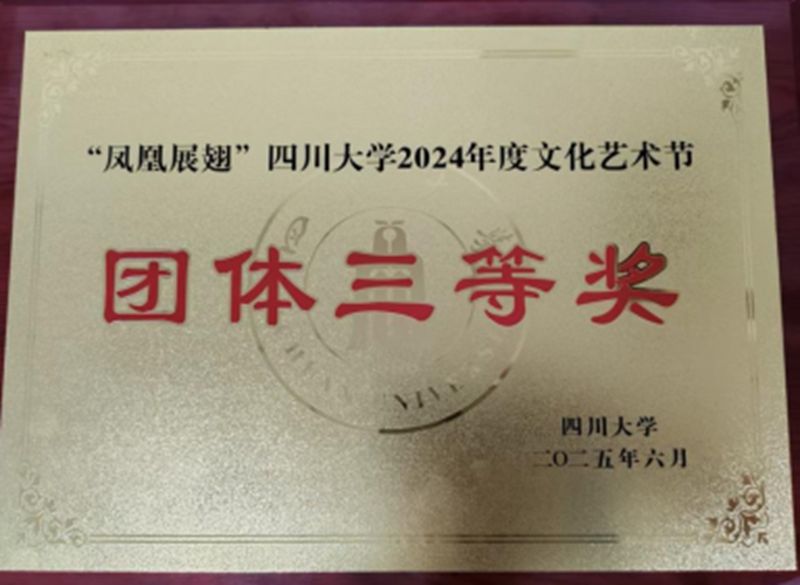 “凤凰展翅”四川大学2024年度文化艺术节
团体三等奖
四川大学
二〇二五年六月